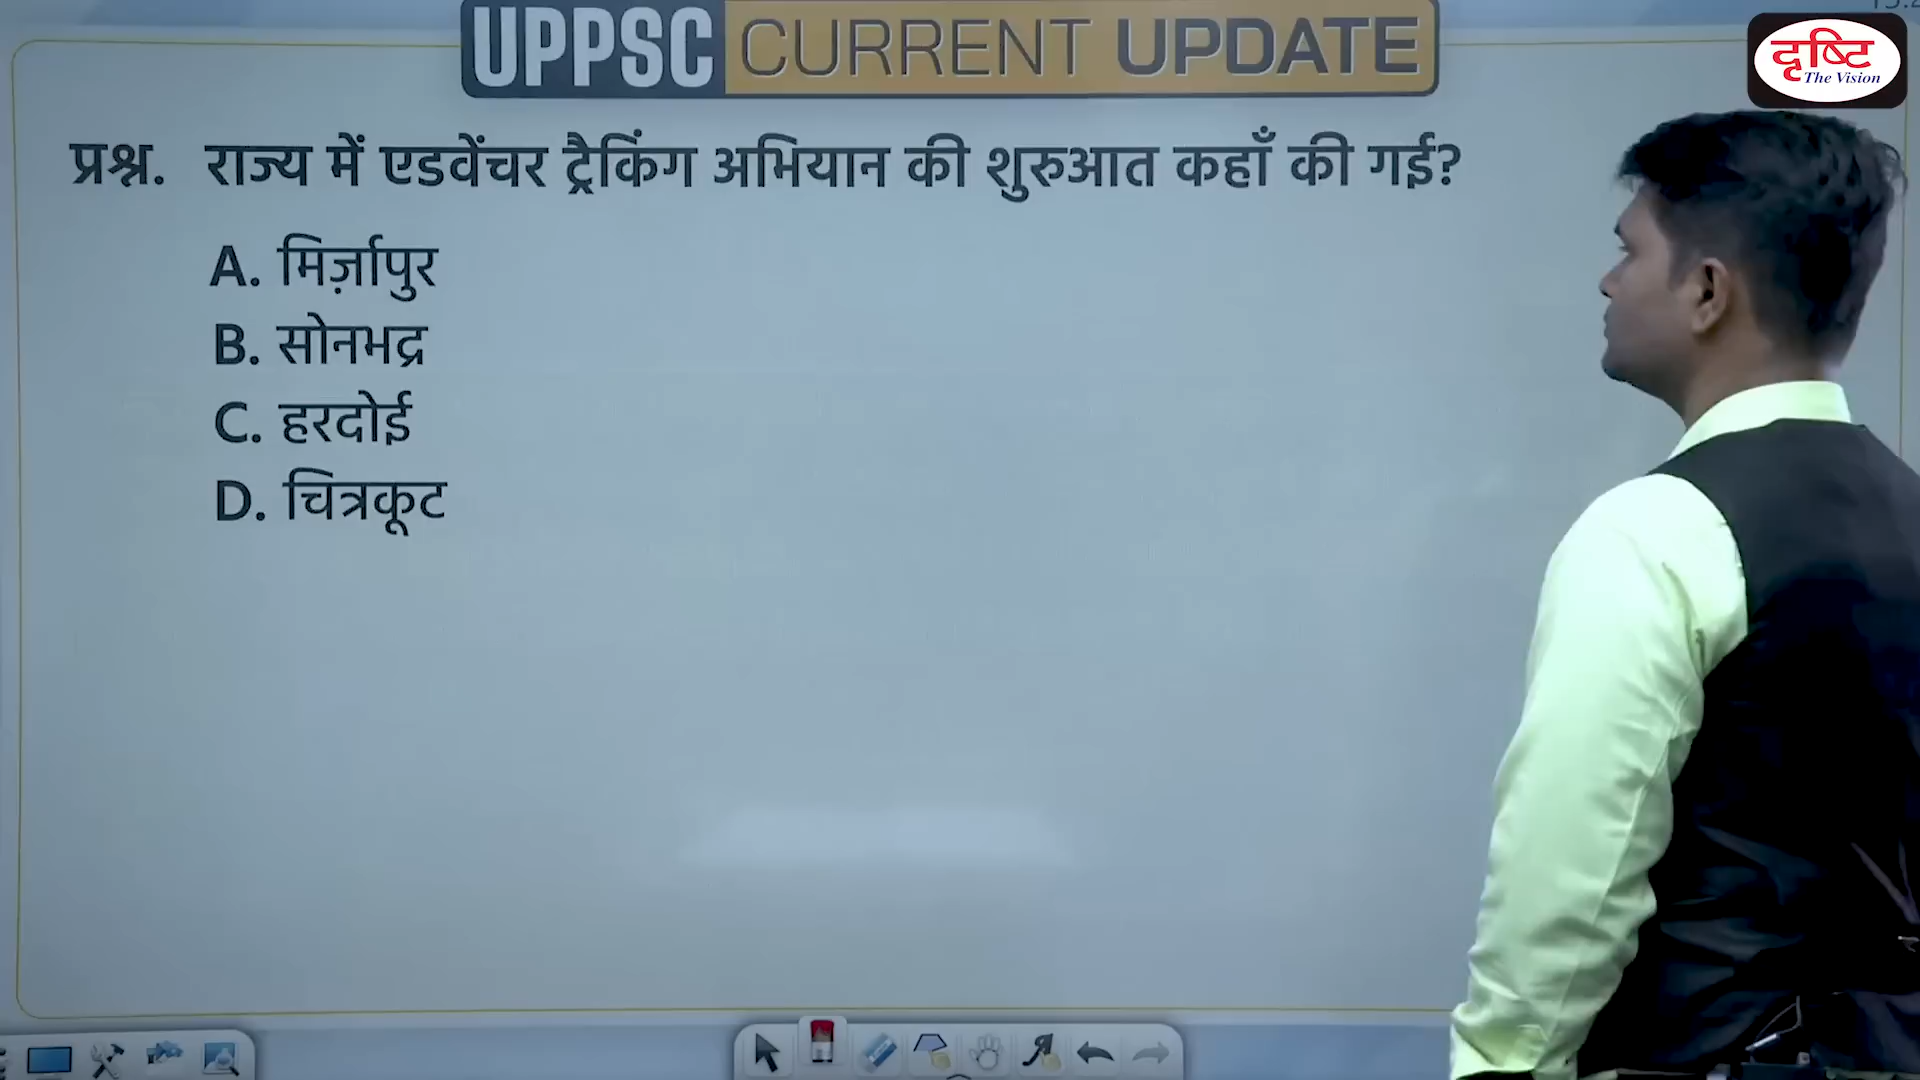 UPPSC CURRENT UPDATE
दृष्टि
The Vision
प्रश्न. राज्य में एडवेंचर ट्रैकिंग अभियान की शुरुआत कहाँ की गई?
A. मिर्ज़ापुर
B. सोनभद्र
C. हरदोई
D. चित्रकूट